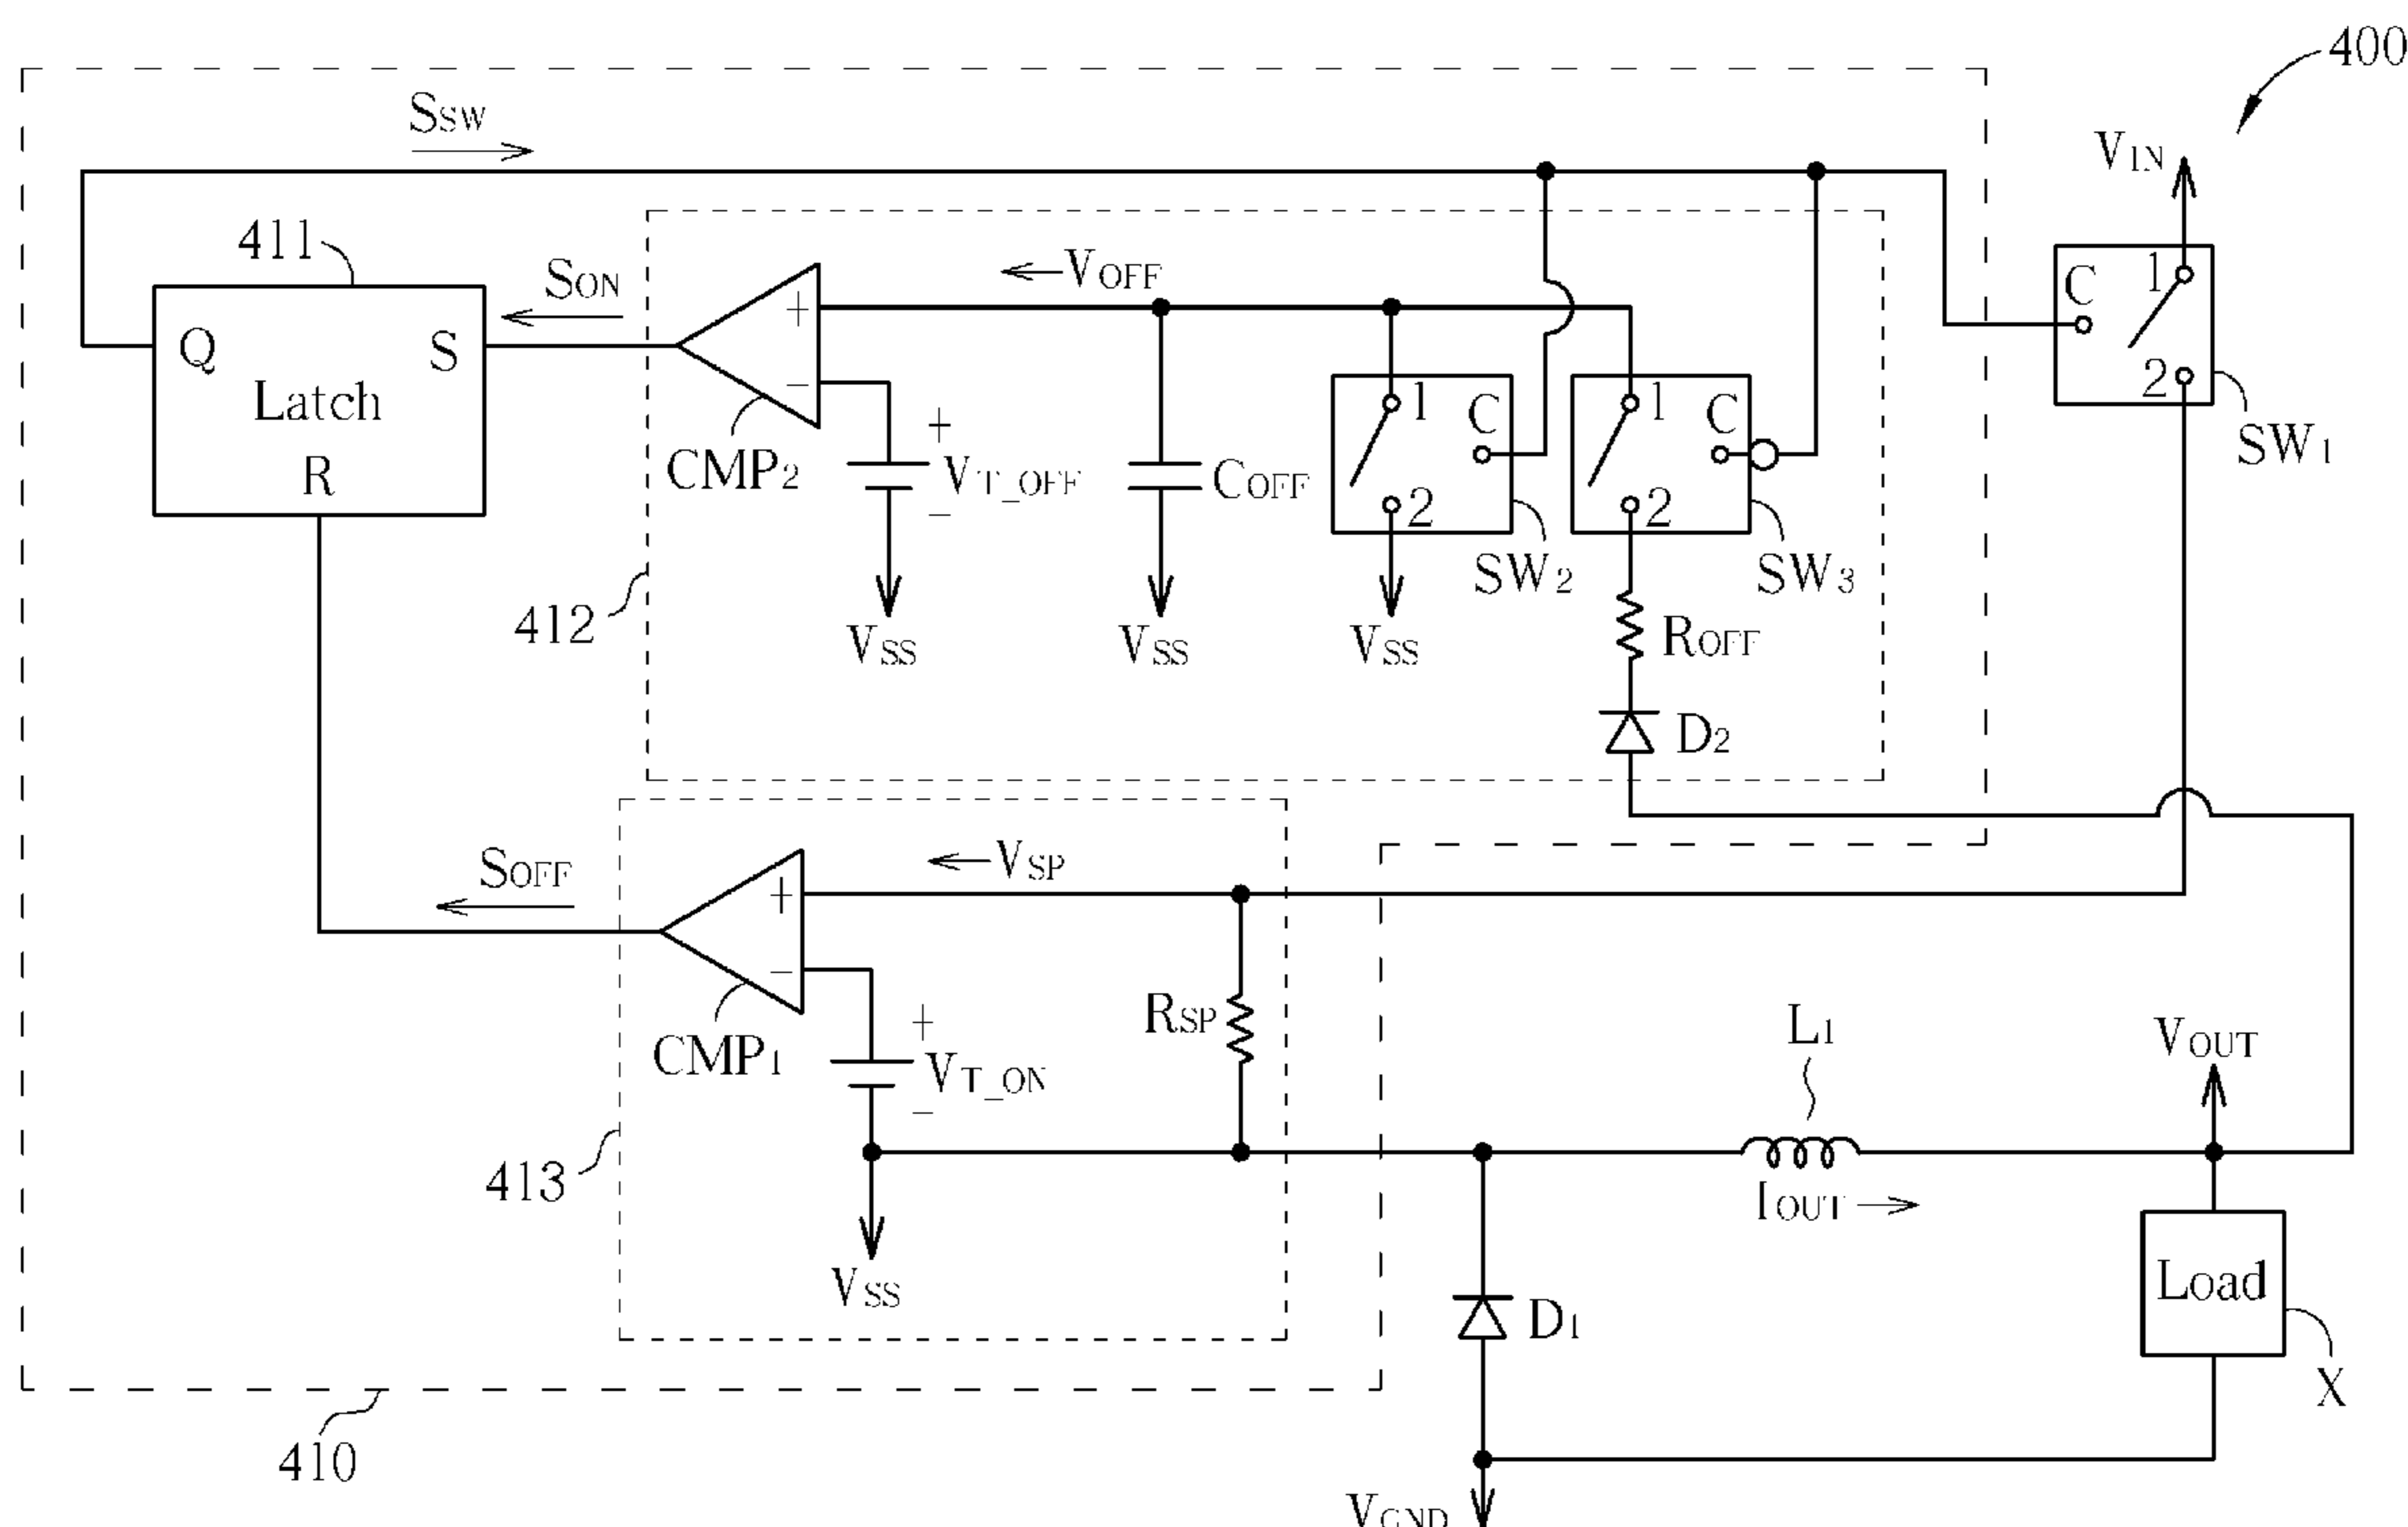 400
SSW
VIN
411
SON
VOFF
C
1
2
SW1
Q
S
Latch
R
+
−
CMP2
+
VT_OFF
−
COFF
1
C
2
SW2
1
C
2
SW3
412
VSS
VSS
VSS
ROFF
D2
SOFF
VSP
+
−
CMP1
+
VT_ON
−
RSP
L1
VOUT
IOUT
413
VSS
D1
Load
X
410
VGND